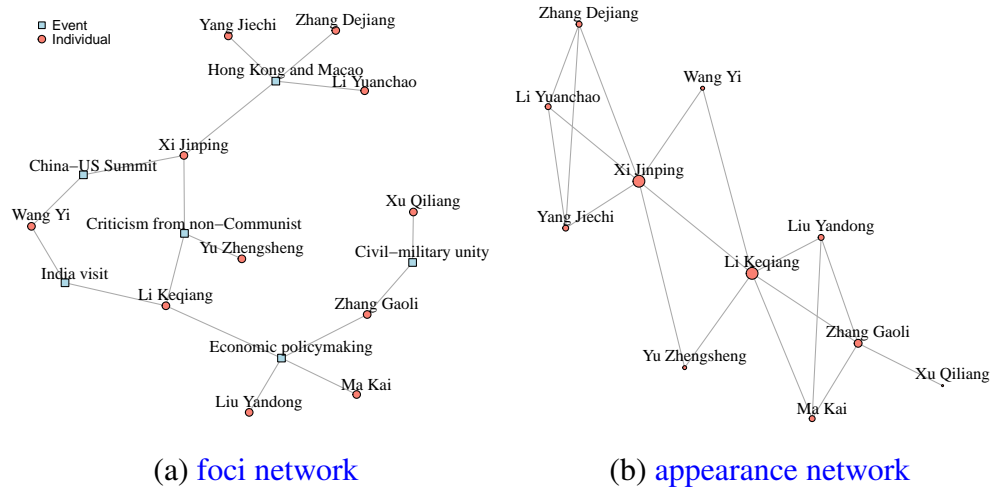 Event
Individual
Yang Jiechi
Zhang Dejiang
Hong Kong and Macao
Li Yuanchao
Xi Jinping
China−US Summit
Wang Yi
Criticism from non−Communist
Yu Zhengsheng
Xu Qiliang
Civil−military unity
India visit
Li Keqiang
Zhang Gaoli
Economic policymaking
Ma Kai
Liu Yandong
(a) foci network
Zhang Dejiang
Wang Yi
Li Yuanchao
Xi Jinping
Yang Jiechi
Liu Yandong
Li Keqiang
Zhang Gaoli
Yu Zhengsheng
Xu Qiliang
Ma Kai
(b) appearance network